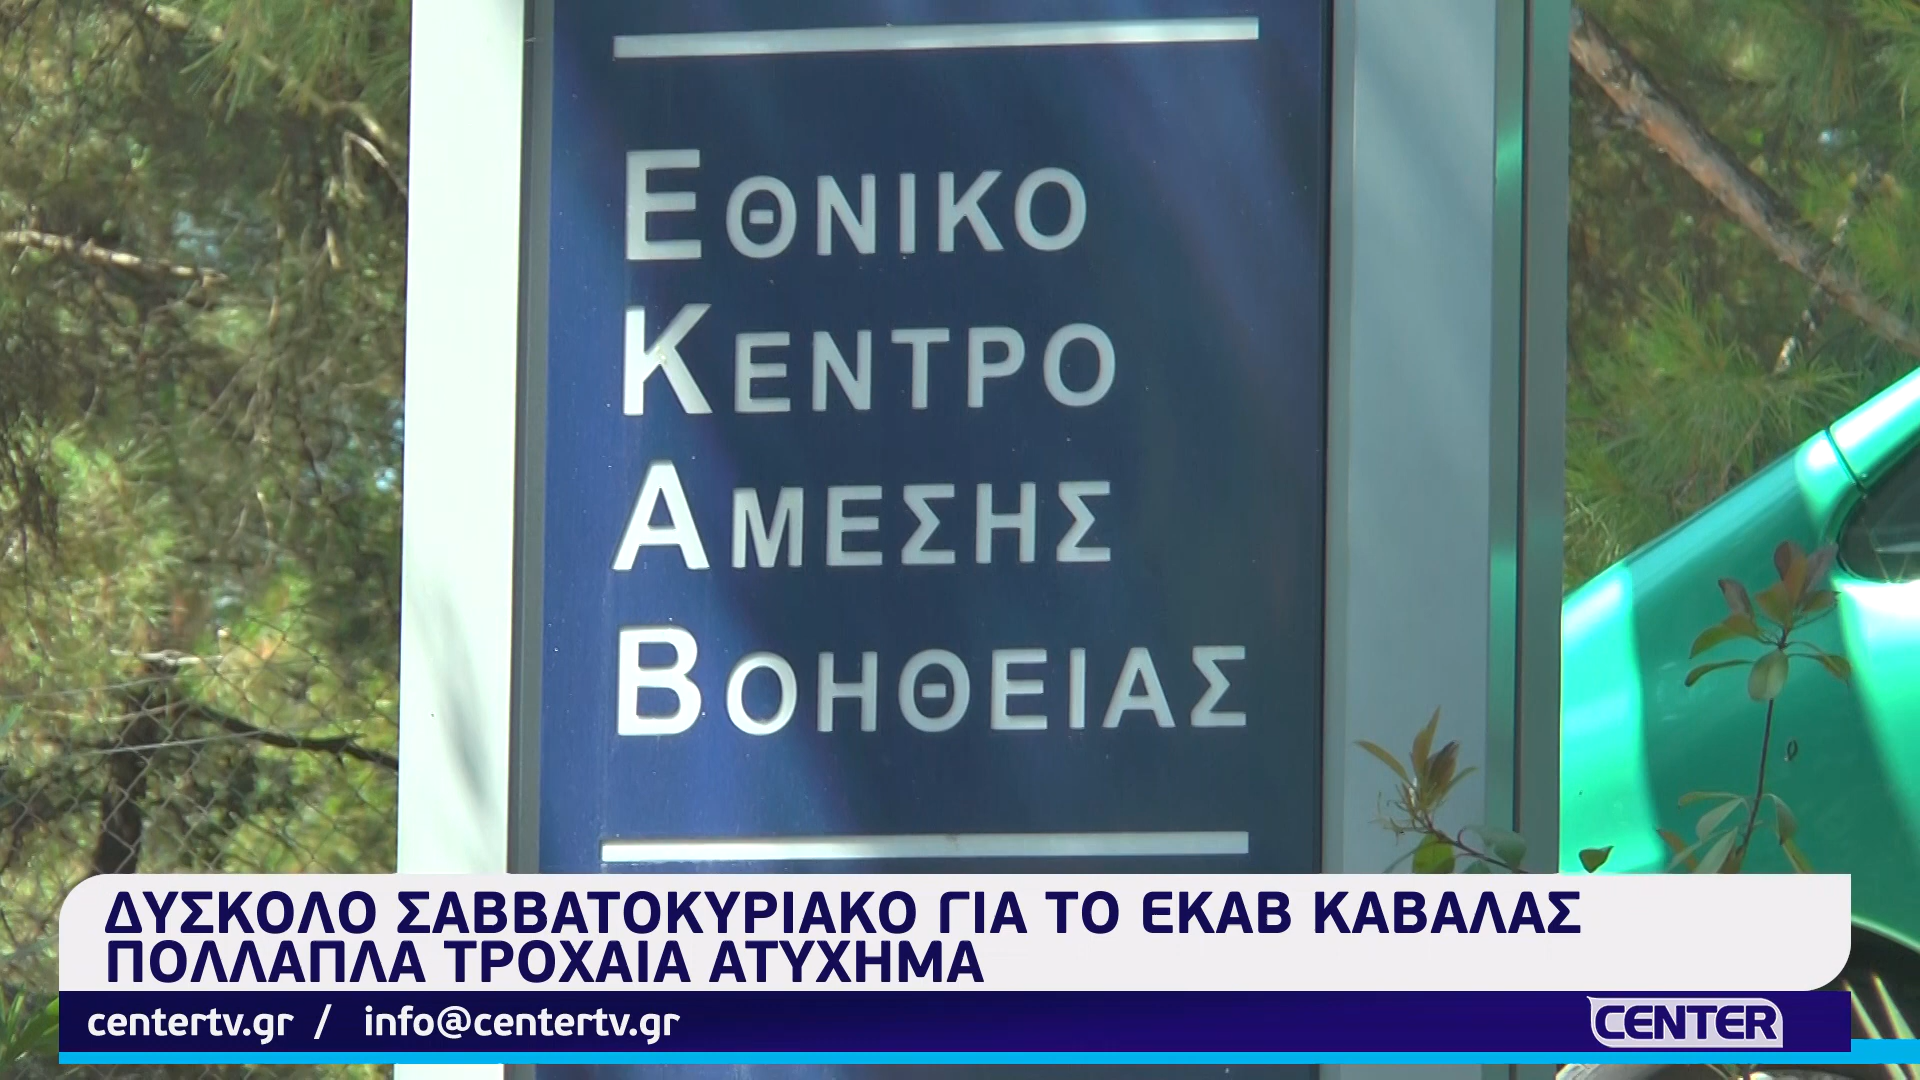 ΕΘΝΙΚΟ
ΚΕΝΤΡΟ
ΑΜΕΣΗΣ
ΒΟΗΘΕΙΑΣ
ΔΥΣΚΟΛΟ ΣΑΒΒΑΤΟΚΥΡΙΑΚΟ ΓΙΑ ΤΟ ΕΚΑΒ ΚΑΒΑΛΑΣ
ΠΟΛΛΑΠΛΑ ΤΡΟΧΑΙΑ ΑΤΥΧΗΜΑ
centertv.gr / info@centertv.gr
CENTER